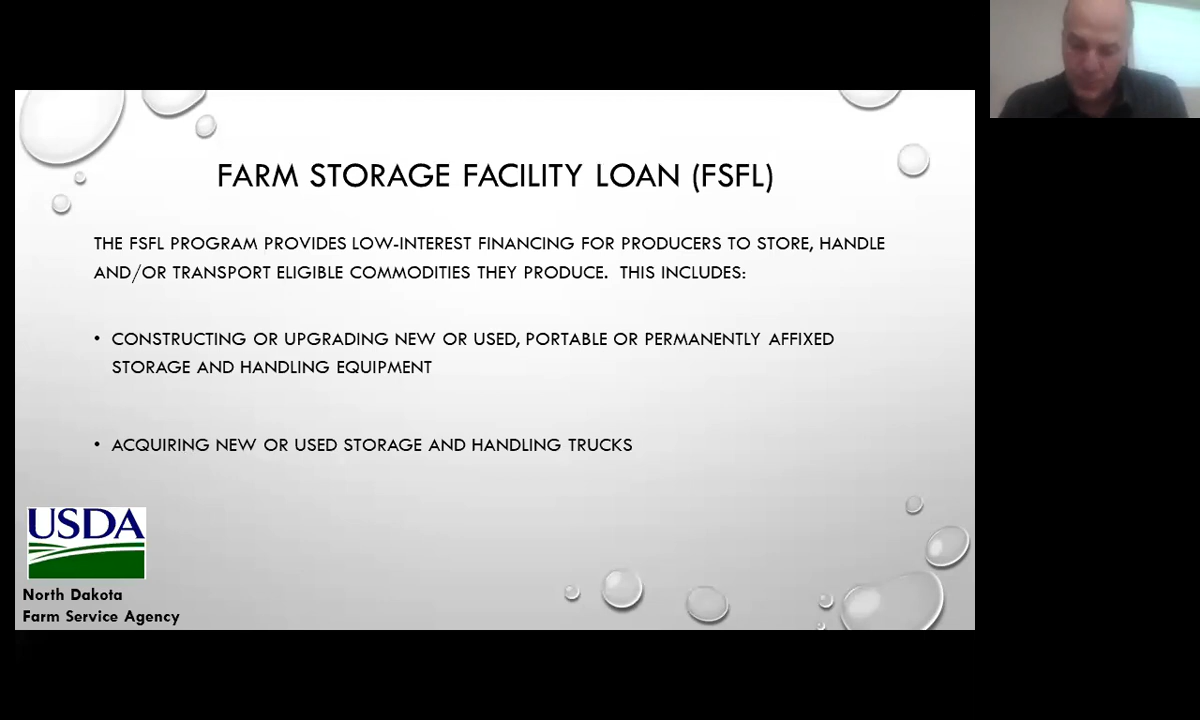 FARM STORAGE FACILITY LOAN (FSFL)
THE FSFL PROGRAM PROVIDES LOW-INTEREST FINANCING FOR PRODUCERS TO STORE, HANDLE
AND/OR TRANSPORT ELIGIBLE COMMODITIES THEY PRODUCE. THIS INCLUDES:
• CONSTRUCTING OR UPGRADING NEW OR USED, PORTABLE OR PERMANENTLY AFFIXED
STORAGE AND HANDLING EQUIPMENT
• ACQUIRING NEW OR USED STORAGE AND HANDLING TRUCKS
USDA
North Dakota
Farm Service Agency